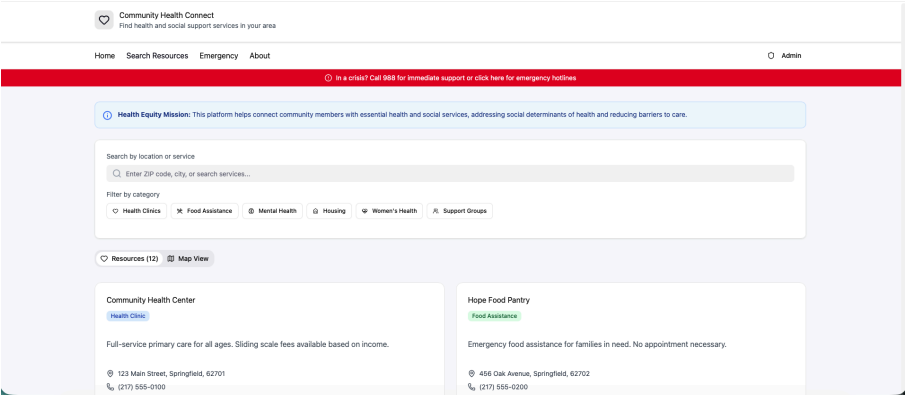 Community Health Connect
Find health and social support services in your area
Home Search Resources Emergency About Admin
In a crisis? Call 988 for immediate support or click here for emergency hotlines
Health Equity Mission: This platform helps connect community members with essential health and social services, addressing social determinants of health and reducing barriers to care.
Search by location or service
Enter ZIP code, city, or search services...
Filter by category
Health Clinics Food Assistance Mental Health Housing Women's Health Support Groups
Resources (12) Map View
Community Health Center
Health Clinic
Full-service primary care for all ages. Sliding scale fees available based on income.
123 Main Street, Springfield, 62701
(217) 555-0100
Hope Food Pantry
Food Assistance
Emergency food assistance for families in need. No appointment necessary.
456 Oak Avenue, Springfield, 62702
(217) 555-0200